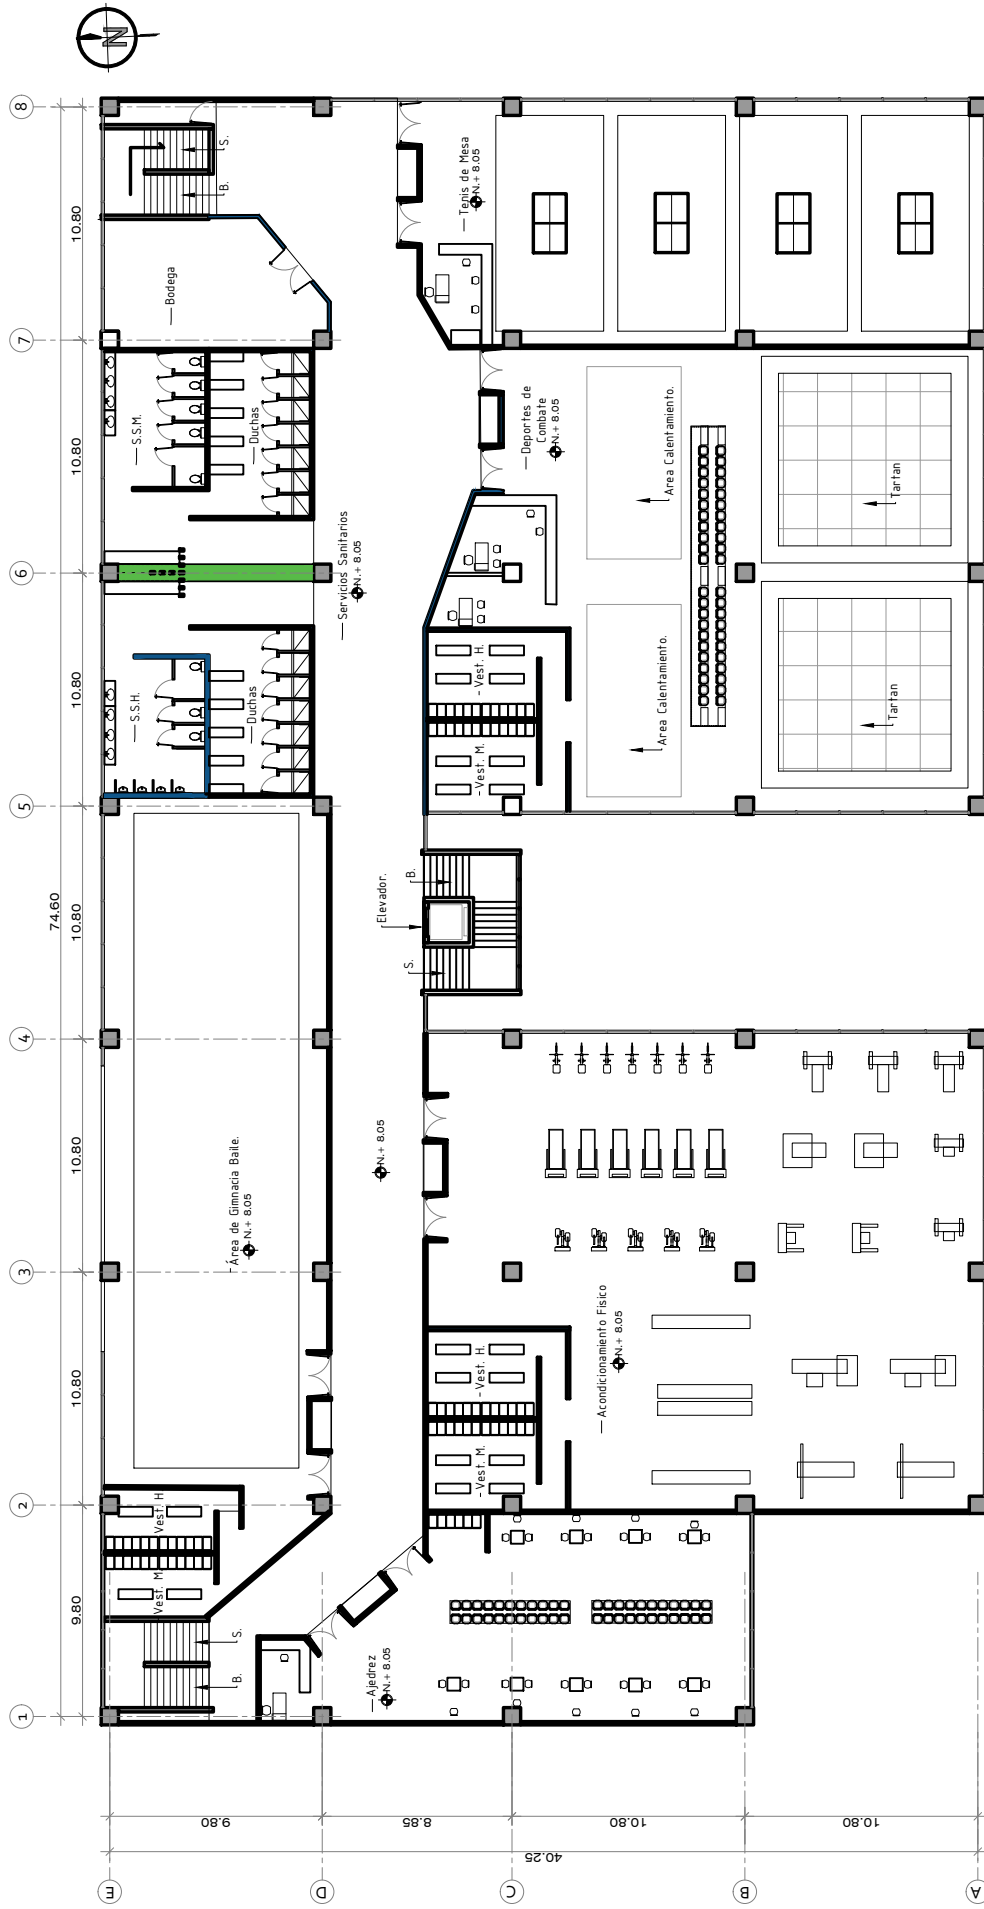 N
8
7
6
5
4
3
2
1
74.60
10.80
10.80
10.80
10.80
10.80
10.80
9.80
S.
B.
Bodega
Tenis de Mesa
N.+ 8.05
S.S.M.
Duchas
Deportes de
Combate
N.+ 8.05
Área Calentamiento.
Tartan
Servicios Sanitarios
N.+ 8.05
S.S.H.
Duchas
- Vest. H.
- Vest. M.
Área Calentamiento.
Tartan
Elevador.
B.
S.
Área de Gimnacia Baile.
N.+ 8.05
N.+ 8.05
Acondicionamiento Físico
N.+ 8.05
- Vest. H.
- Vest. M.
Vest. H
Vest. M.
S.
B.
Ajedrez
N.+ 8.05
9.80
8.85
10.80
10.80
40.25
E
D
C
B
A